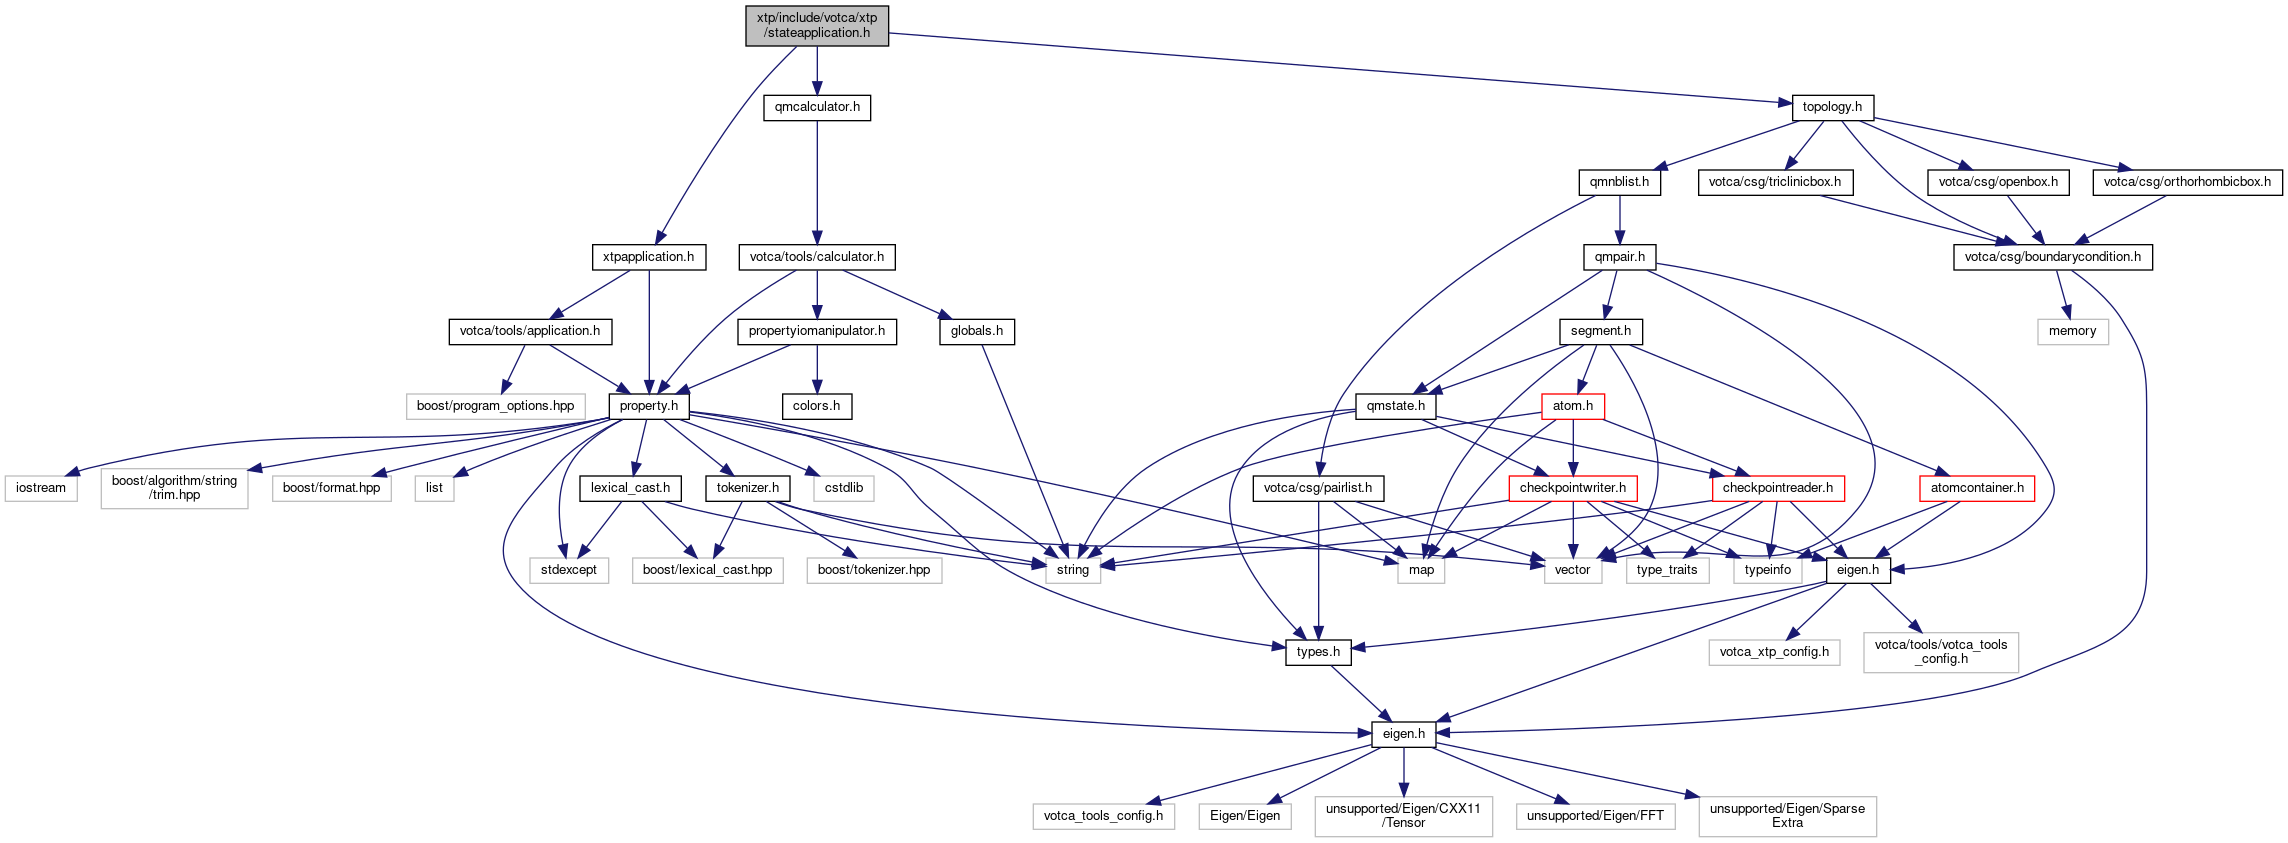 xtp/include/votca/xtp
/stateapplication.h
qmcalculator.h
topology.h
qmnblist.h
votca/csg/triclinicbox.h
votca/csg/openbox.h
votca/csg/orthorhombicbox.h
xtpapplication.h
votca/tools/calculator.h
qmpair.h
votca/csg/boundarycondition.h
votca/tools/application.h
propertyiomanipulator.h
globals.h
segment.h
memory
boost/program_options.hpp
property.h
colors.h
qmstate.h
atom.h
iostream
boost/algorithm/string
/trim.hpp
boost/format.hpp
list
lexical_cast.h
tokenizer.h
cstdlib
votca/csg/pairlist.h
checkpointwriter.h
checkpointreader.h
atomcontainer.h
stdexcept
boost/lexical_cast.hpp
boost/tokenizer.hpp
string
map
vector
type_traits
typeinfo
eigen.h
types.h
votca_xtp_config.h
votca/tools/votca_tools
_config.h
eigen.h
votca_tools_config.h
Eigen/Eigen
unsupported/Eigen/CXX11
/Tensor
unsupported/Eigen/FFT
unsupported/Eigen/Sparse
Extra